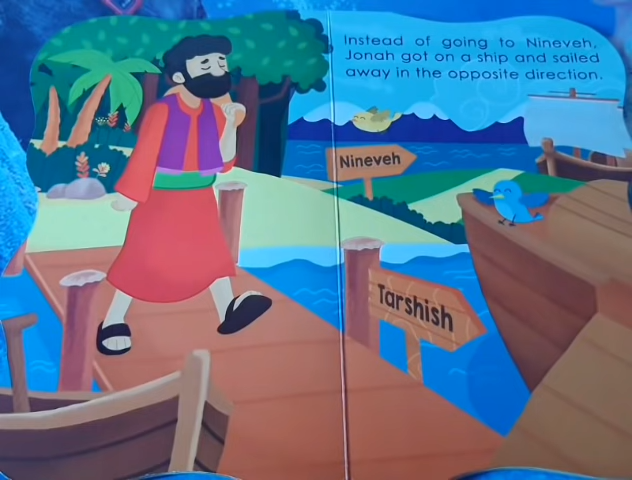 Instead of going to Nineveh,
Jonah got on a ship and sailed
away in the opposite direction.
Nineveh
Tarshish